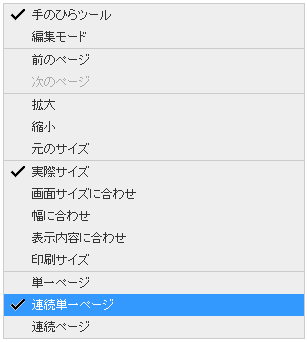 手のひらツール
編集モード
前のページ
次のページ
拡大
縮小
元のサイズ
実際サイズ
画面サイズに合わせ
幅に合わせ
表示内容に合わせ
印刷サイズ
単一ページ
連続単一ページ
連続ページ